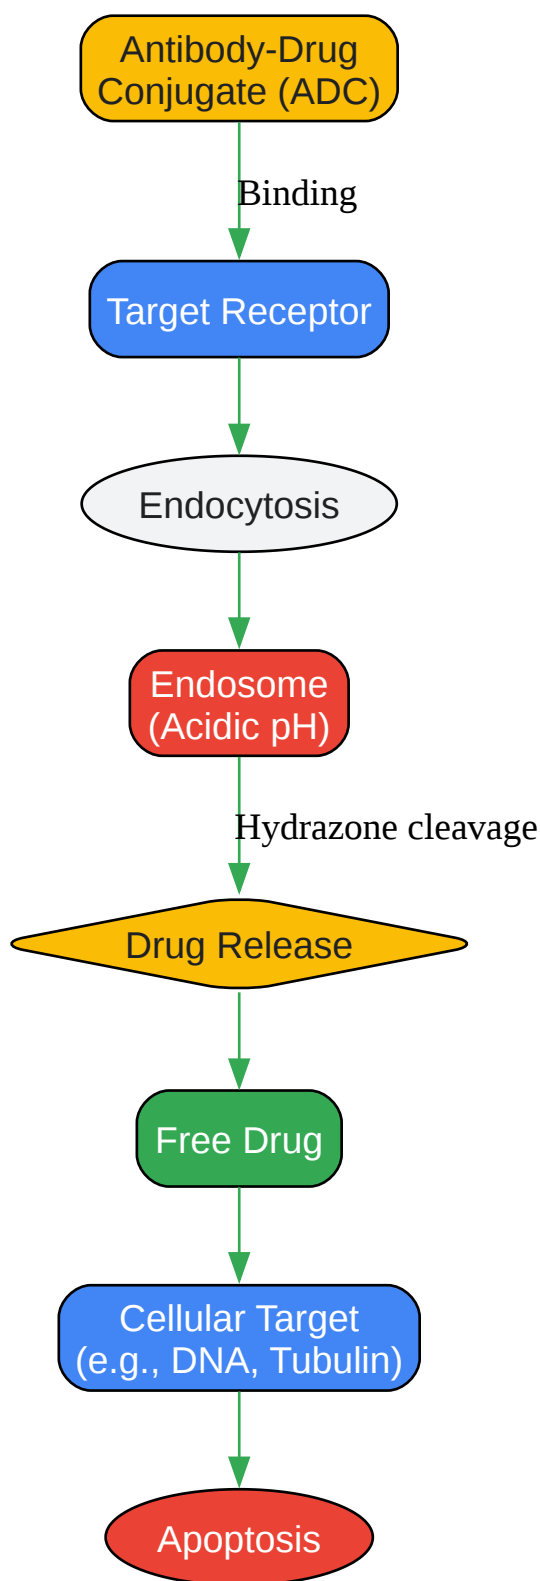 Antibody-Drug
Conjugate (ADC)
Binding
Target Receptor
Endocytosis
Endosome
(Acidic pH)
Hydrazone cleavage
Drug Release
Free Drug
Cellular Target
(e.g., DNA, Tubulin)
Apoptosis